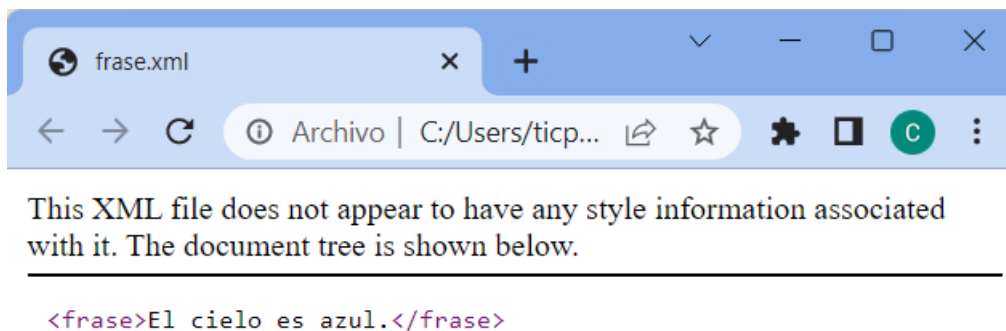 frase.xml
Archivo | C:/Users/ticp...
C
This XML file does not appear to have any style information associated
with it. The document tree is shown below.
<frase>El cielo es azul.</frase>